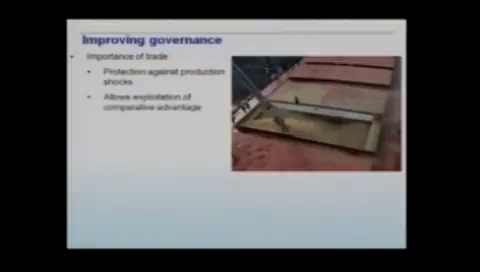 Improving governance
• Importance of trade
• Protection against production
shocks
• Allows exploitation of
comparative advantage